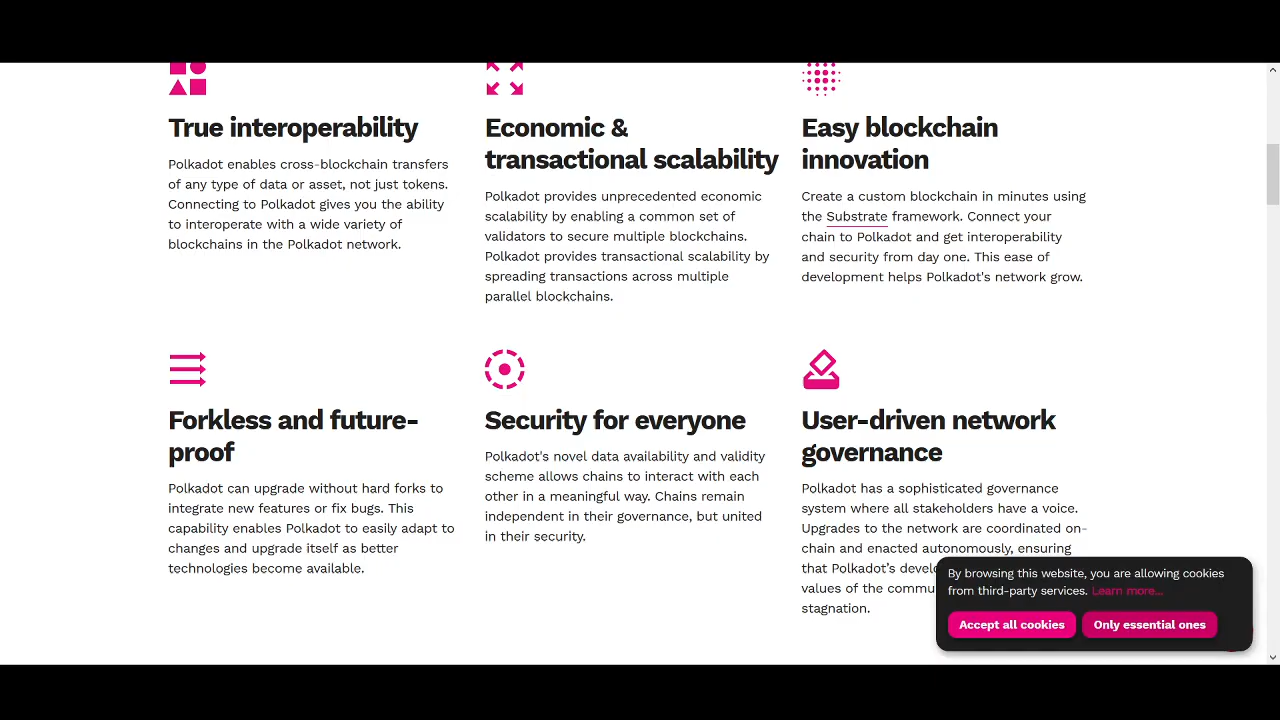 True interoperability
Polkadot enables cross-blockchain transfers
of any type of data or asset, not just tokens.
Connecting to Polkadot gives you the ability
to interoperate with a wide variety of
blockchains in the Polkadot network.
Economic &
transactional scalability
Polkadot provides unprecedented economic
scalability by enabling a common set of
validators to secure multiple blockchains.
Polkadot provides transactional scalability by
spreading transactions across multiple
parallel blockchains.
Easy blockchain
innovation
Create a custom blockchain in minutes using
the Substrate framework. Connect your
chain to Polkadot and get interoperability
and security from day one. This ease of
development helps Polkadot's network grow.
Forkless and future-
proof
Polkadot can upgrade without hard forks to
integrate new features or fix bugs. This
capability enables Polkadot to easily adapt to
changes and upgrade itself as better
technologies become available.
Security for everyone
Polkadot's novel data availability and validity
scheme allows chains to interact with each
other in a meaningful way. Chains remain
independent in their governance, but united
in their security.
User-driven network
governance
Polkadot has a sophisticated governance
system where all stakeholders have a voice.
Upgrades to the network are coordinated on-
chain and enacted autonomously, ensuring
that Polkadot’s
values of the
stagnation.
By browsing this website, you are allowing cookies
from third-party services. Learn more...
Accept all cookies
Only essential ones